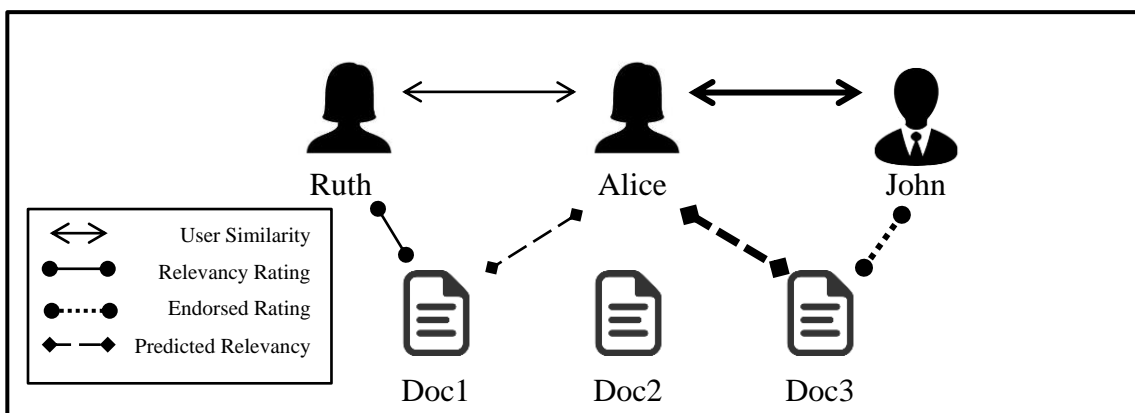 Ruth Alice John
User Similarity
Relevancy Rating
Endorsed Rating
Predicted Relevancy
Doc1 Doc2 Doc3